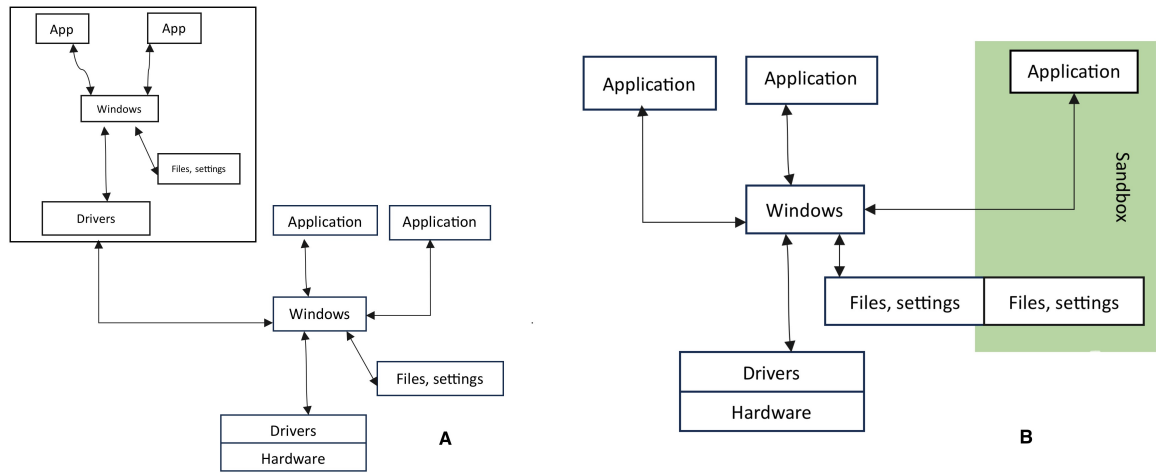 App
App
Windows
Files, settings
Drivers
Application
Application
Windows
Files, settings
Drivers
Hardware
A
Application
Application
Application
Sandbox
Windows
Files, settings
Files, settings
Drivers
Hardware
B